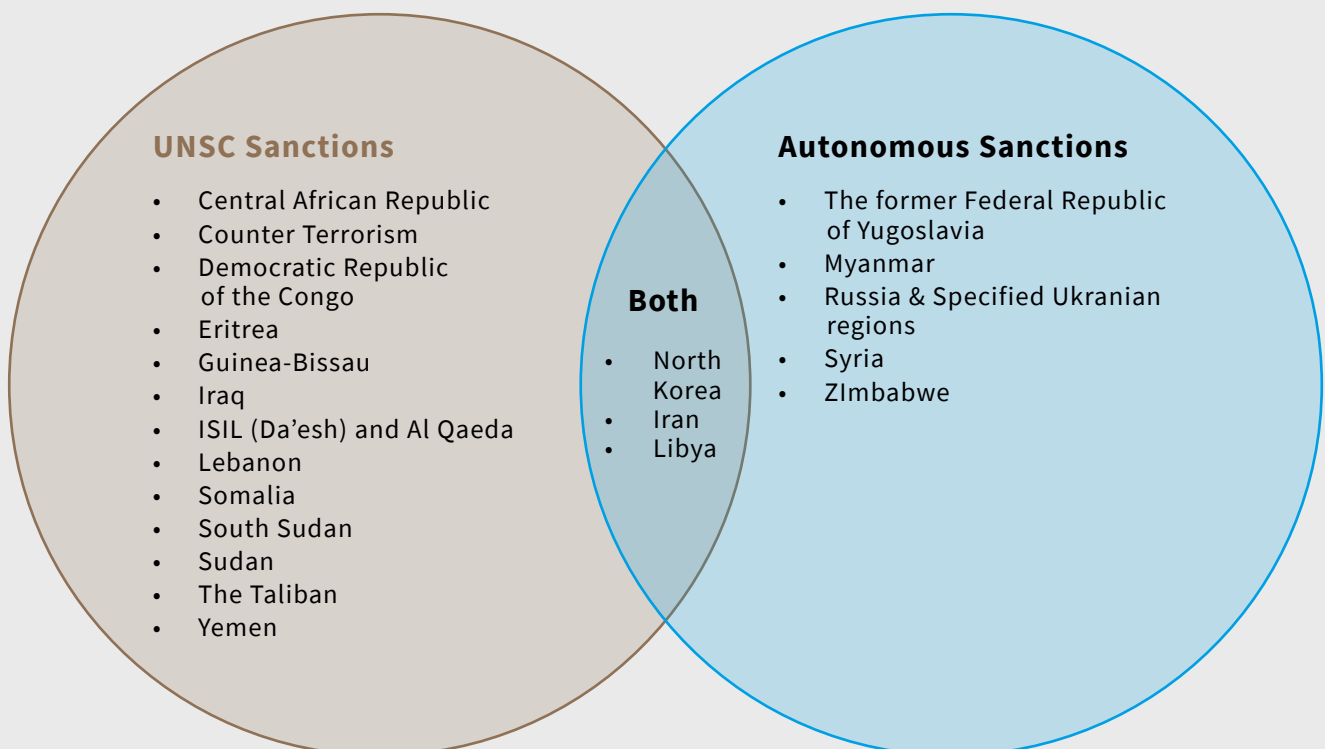 UNSC Sanctions
• Central African Republic
• Counter Terrorism
• Democratic Republic
of the Congo
• Eritrea
• Guinea-Bissau
• Iraq
• ISIL (Da’esh) and Al Qaeda
• Lebanon
• Somalia
• South Sudan
• Sudan
• The Taliban
• Yemen
Both
• North
Korea
• Iran
• Libya
Autonomous Sanctions
• The former Federal Republic
of Yugoslavia
• Myanmar
• Russia & Specified Ukranian
regions
• Syria
• ZImbabwe